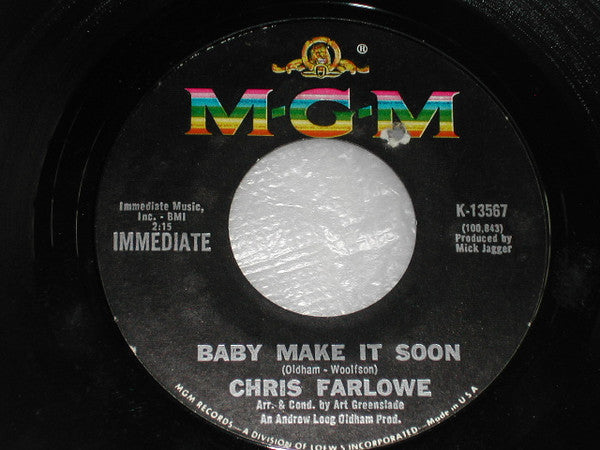 ®
M·G·M
Immediate Music,
Inc. - BMI
2:15
IMMEDIATE
K-13567
(100,843)
Produced by
Mick Jagger
BABY MAKE IT SOON
(Oldham - Woolfson)
CHRIS FARLOWE
Arr. & Cond. by Art Greenslade
An Andrew Loog Oldham Prod.
MGM RECORDS - A DIVISION OF LOEW'S INCORPORATED. - Made in U.S.A